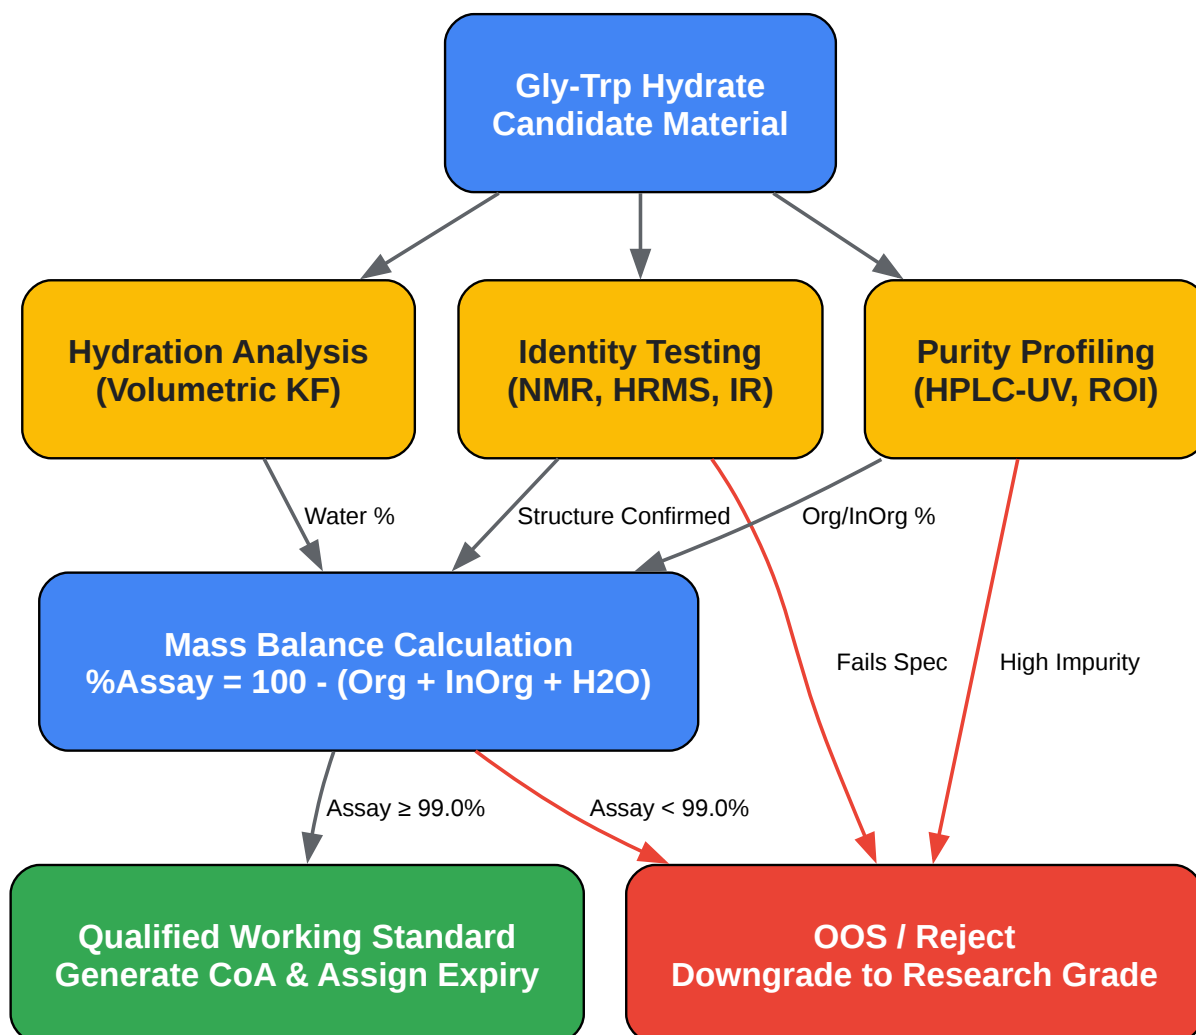 Gly-Trp Hydrate
Candidate Material
Hydration Analysis
(Volumetric KF)
Identity Testing
(NMR, HRMS, IR)
Purity Profiling
(HPLC-UV, ROI)
Water %
Structure Confirmed
Org/InOrg %
Mass Balance Calculation
%Assay = 100 - (Org + InOrg + H2O)
Fails Spec
High Impurity
Assay ≥ 99.0%
Assay < 99.0%
Qualified Working Standard
Generate CoA & Assign Expiry
OOS / Reject
Downgrade to Research Grade